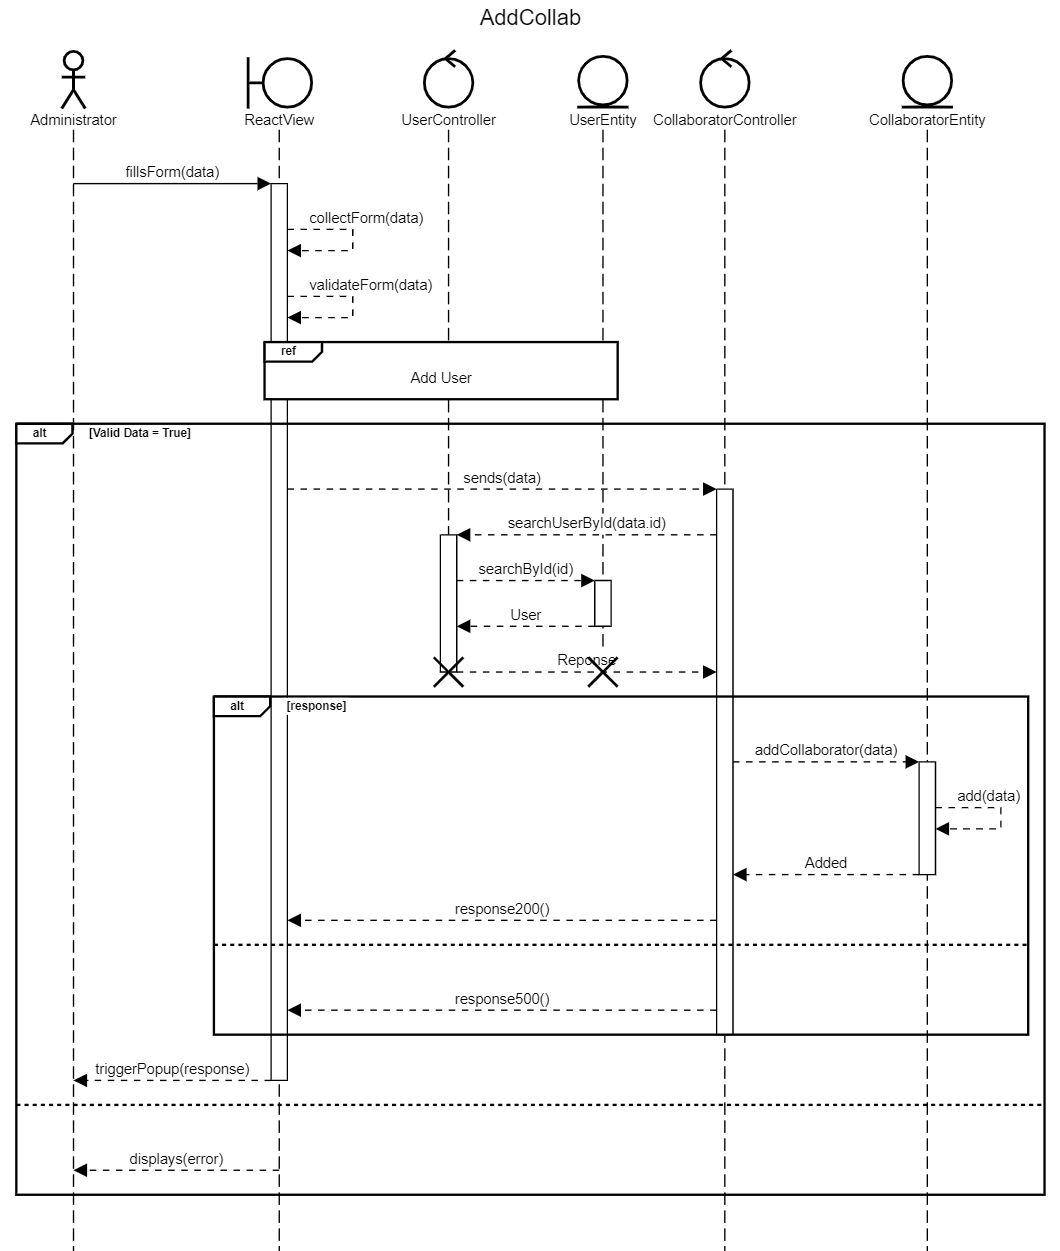 AddCollab
Administrator
ReactView
UserController
UserEntity
CollaboratorController
CollaboratorEntity
fillsForm(data)
collectForm(data)
validateForm(data)
ref
Add User
alt
[Valid Data = True]
sends(data)
searchUserById(data.id)
searchById(id)
User
Reponse
alt
[response]
addCollaborator(data)
add(data)
Added
response200()
response500()
triggerPopup(response)
displays(error)